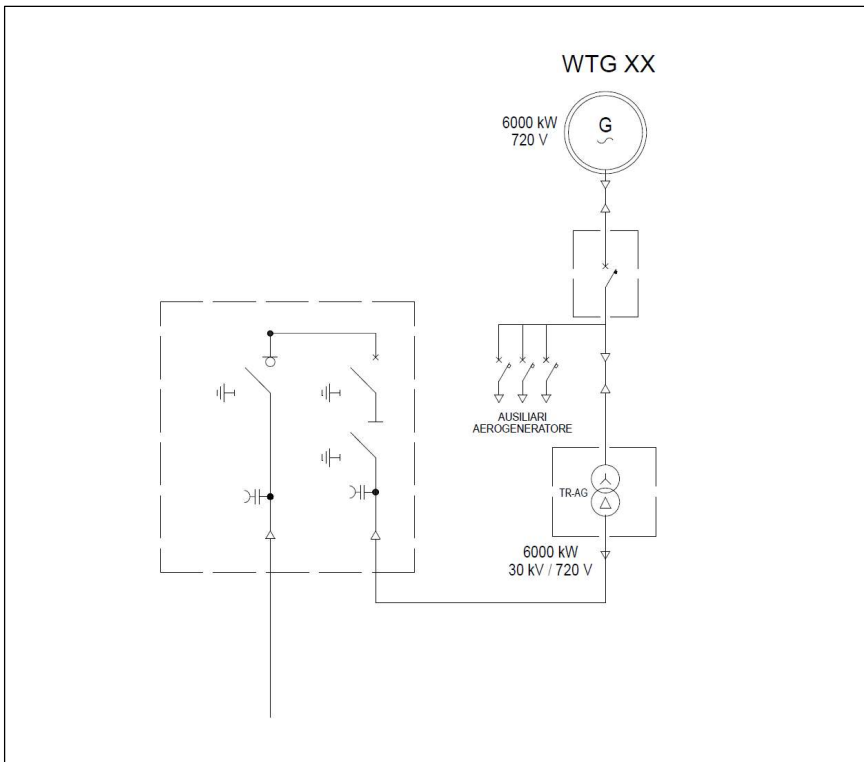 WTG XX
6000 kW
720 V
G
AUSILIARI
AEROGENERATORE
TR-AG
6000 kW
30 kV / 720 V